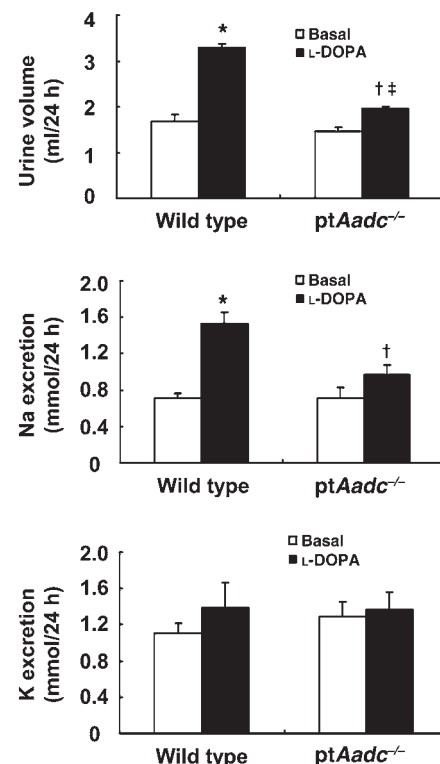 Urine volume
(ml/24 h)
4
3
2
1
0
Basal
L-DOPA
*
† ‡
Wild type
ptAadc–/–
Na excretion
(mmol/24 h)
2.0
1.6
1.2
0.8
0.4
0
Basal
L-DOPA
*
†
Wild type
ptAadc–/–
K excretion
(mmol/24 h)
2.0
1.6
1.2
0.8
0.4
0
Basal
L-DOPA
Wild type
ptAadc–/–